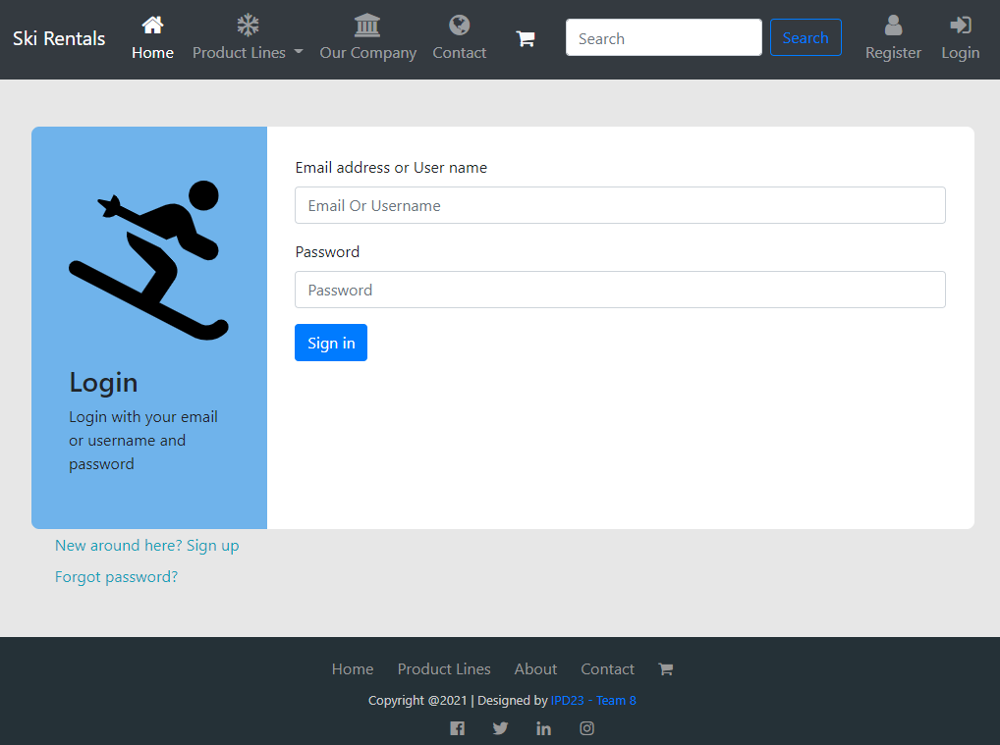 Ski Rentals
Home
Product Lines
Our Company
Contact
Search
Search
Register
Login
Email address or User name
Email Or Username
Password
Password
Sign in
Login
Login with your email
or username and
password
New around here? Sign up
Forgot password?
Home Product Lines About Contact
Copyright @2021 | Designed by IPD23 - Team 8